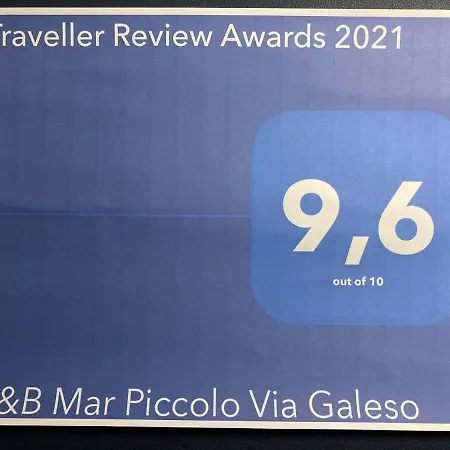 Traveller Review Awards 2021
9,6
out of 10
&B Mar Piccolo Via Galeso